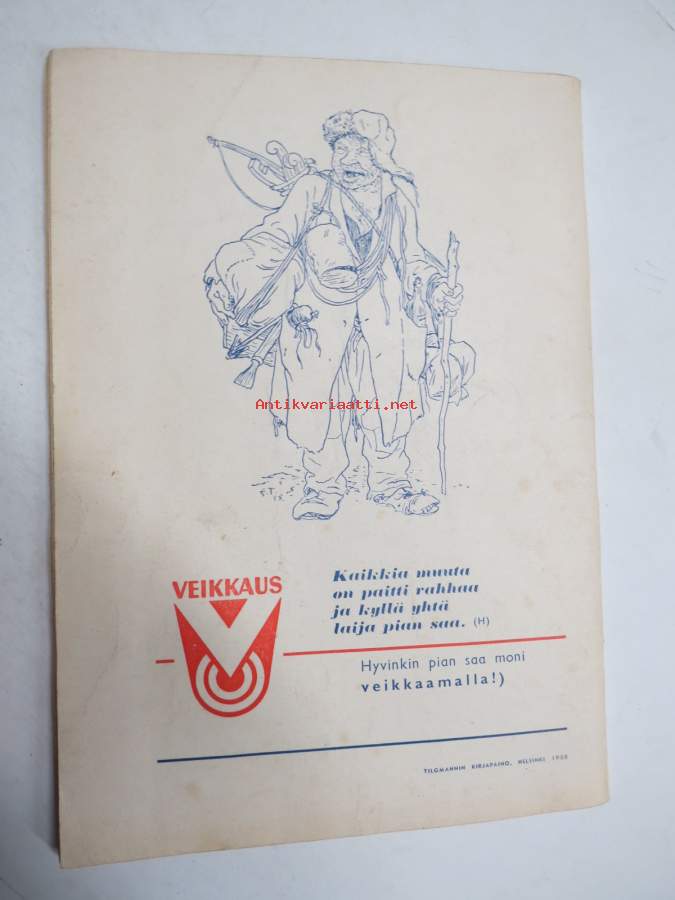 Antikvariaatti.net
F.T.
VEIKKAUS
Kaikkia muuta
on paitti rahhaa
ja kyllä yhtä
laija pian saa. (H)
Hyvinkin pian saa moni
veikkaamalla!)
TILGMANNIN KIRJAPAINO, HELSINKI 1958